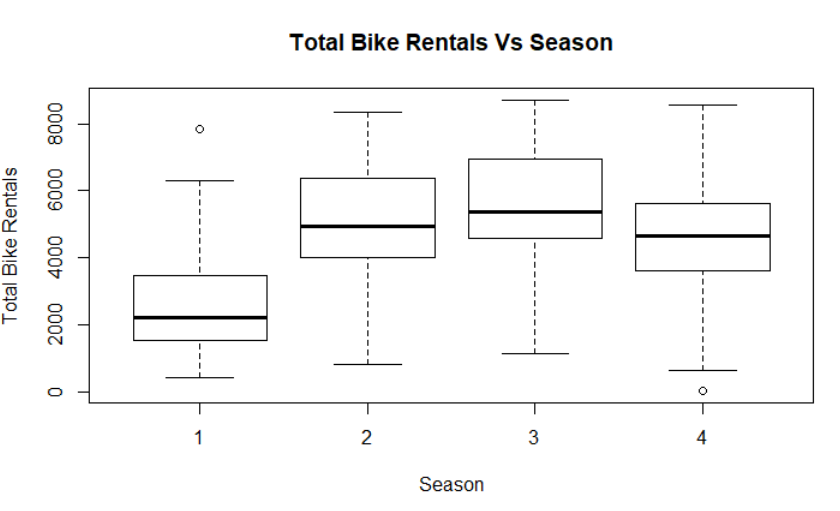 Total Bike Rentals Vs Season
Total Bike Rentals
8000
6000
4000
2000
0
1 2 3 4
Season